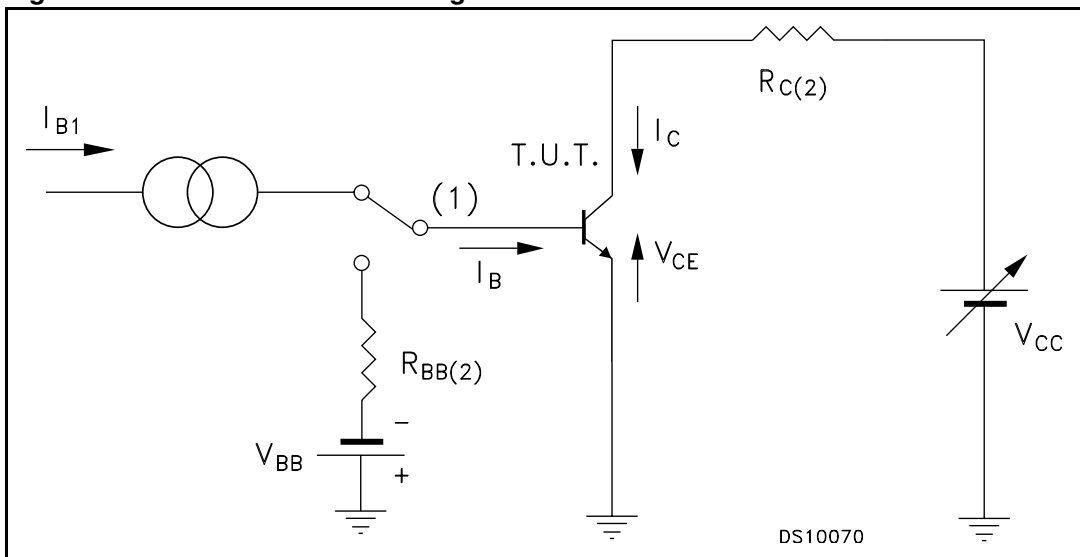 I_B1
R_C(2)
I_C
T.U.T.
(1)
I_B
V_CE
R_BB(2)
V_CC
−
V_BB
+
DS10070